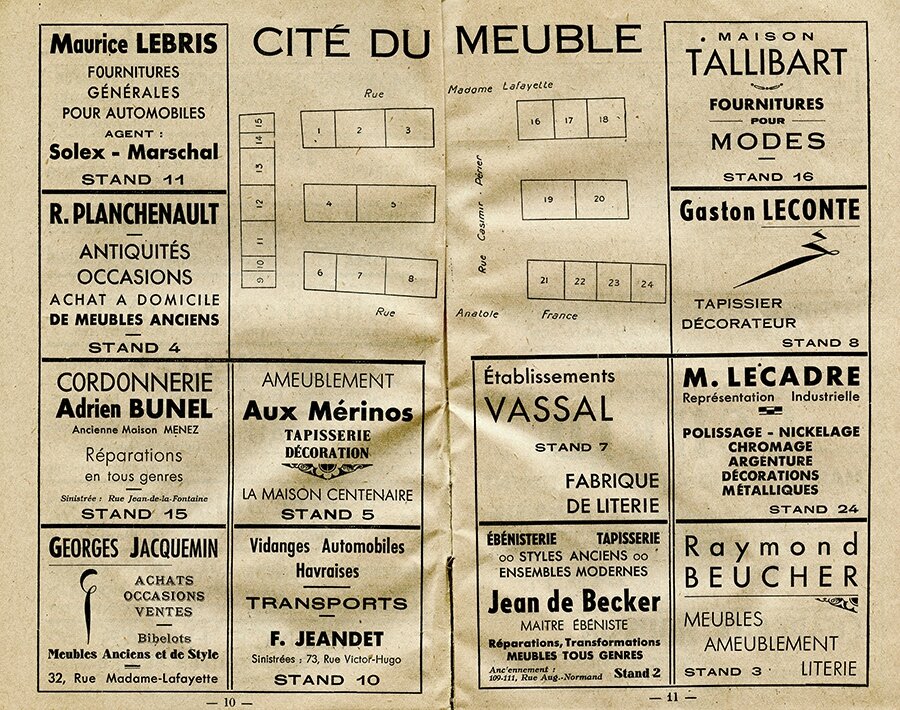 CITÉ DU MEUBLE
Maurice LEBRIS
FOURNITURES
GÉNÉRALES
POUR AUTOMOBILES
AGENT :
Solex - Marschal
STAND 11
R. PLANCHENAULT
ANTIQUITÉS
OCCASIONS
ACHAT A DOMICILE
DE MEUBLES ANCIENS
STAND 4
Rue Madame Lafayette
15
14
13
12
11
10
9
1 2 3
4 5
6 7 8
Rue Casimir Périer
16 17 18
19 20
21 22 23 24
Rue Anatole France
MAISON
TALLIBART
FOURNITURES
POUR
MODES
STAND 16
Gaston LECONTE
TAPISSIER
DÉCORATEUR
STAND 8
CORDONNERIE
Adrien BUNEL
Ancienne Maison MENEZ
Réparations
en tous genres
Sinistrée : Rue Jean-de-la-Fontaine
STAND 15
AMEUBLEMENT
Aux Mérinos
TAPISSERIE
DÉCORATION
LA MAISON CENTENAIRE
STAND 5
GEORGES JACQUEMIN
ACHATS
OCCASIONS
VENTES
Bibelots
Meubles Anciens et de Style
32, Rue Madame-Lafayette
Vidanges Automobiles
Havraises
TRANSPORTS
F. JEANDET
Sinistrées : 73, Rue Victor-Hugo
STAND 10
— 10 —
Établissements
VASSAL
STAND 7
FABRIQUE
DE LITERIE
M. LECADRE
Représentation Industrielle
POLISSAGE - NICKELAGE
CHROMAGE
ARGENTURE
DÉCORATIONS
MÉTALLIQUES
STAND 24
ÉBÉNISTERIE TAPISSERIE
oo STYLES ANCIENS oo
ENSEMBLES MODERNES
Jean de Becker
MAITRE ÉBÉNISTE
Réparations, Transformations
MEUBLES TOUS GENRES
Anc'ennement :
109-111, Rue Aug.-Normand Stand 2
Raymond
BEUCHER
MEUBLES
AMEUBLEMENT
LITERIE
STAND 3
— 11 —